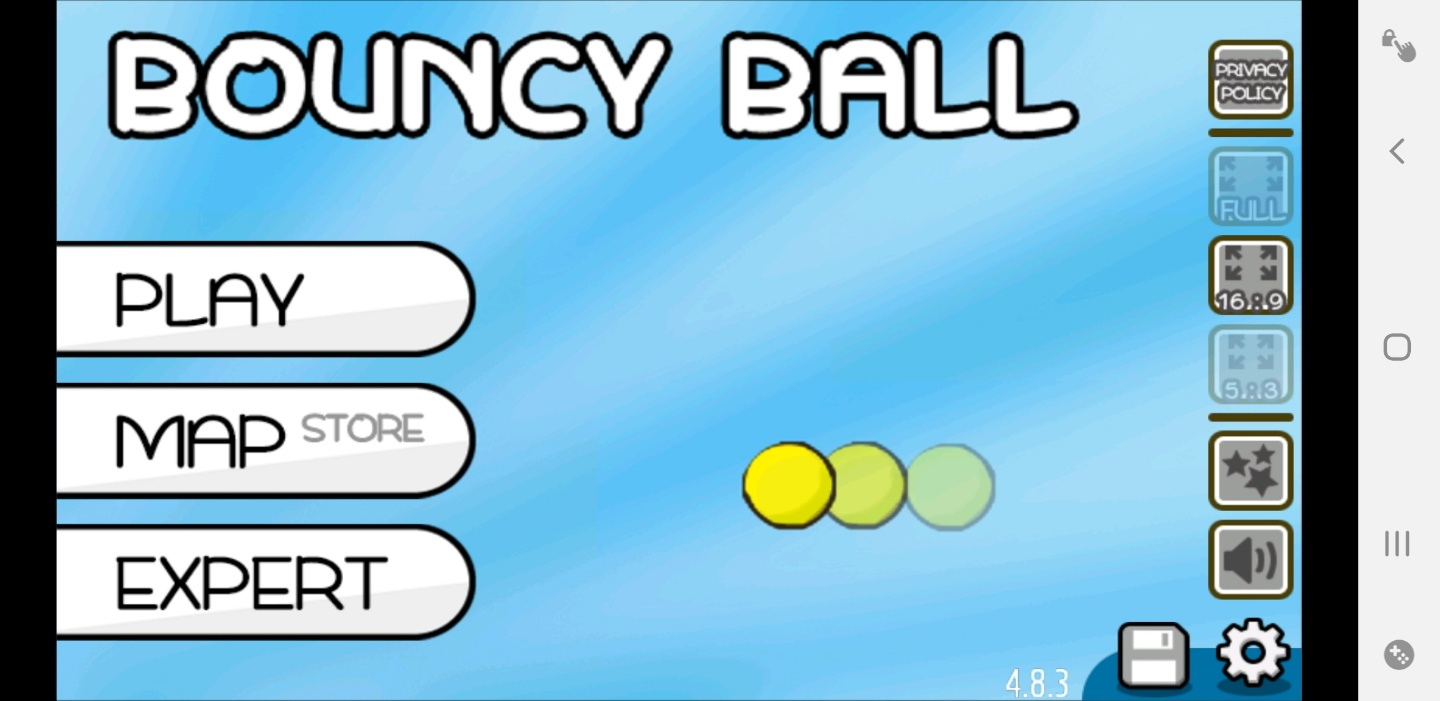 BOUNCY BALL
PRIVACY
POLICY
FULL
PLAY
16:9
MAP STORE
5:3
EXPERT
4.8.3